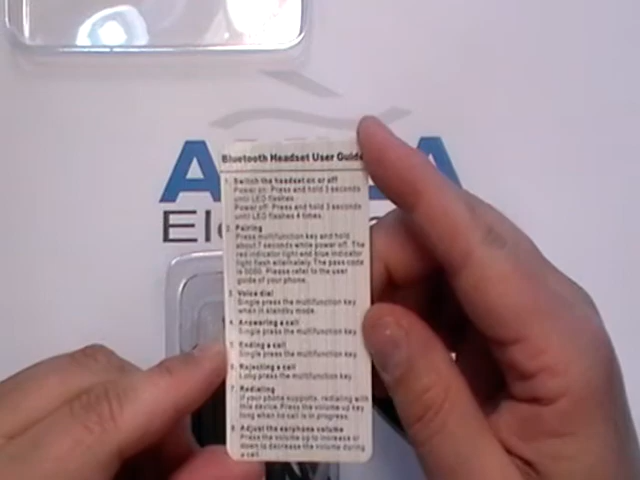 Bluetooth Headset User Guide
1. Switch the headset on or off
Power on: Press and hold 3 seconds
until LED flashes.
Power off: Press and hold 3 seconds
until LED flashes 4 times.
2. Pairing
Press multifunction key and hold
about 7 seconds while power off. The
red indicator light and blue indicator
light flash alternately. The pass code
is 0000. Please refer to the user
guide of your phone.
3. Voice dial
Single press the multifunction key
when in standby mode.
4. Answering a call
Single press the multifunction key.
5. Ending a call
Single press the multifunction key.
6. Rejecting a call
Long press the multifunction key.
7. Redialing
If your phone supports, redialing with
this device. Press the volume up key
long when no call is in progress.
8. Adjust the earphone volume
Press the volume up to increase or
down to decrease the volume during
a call.